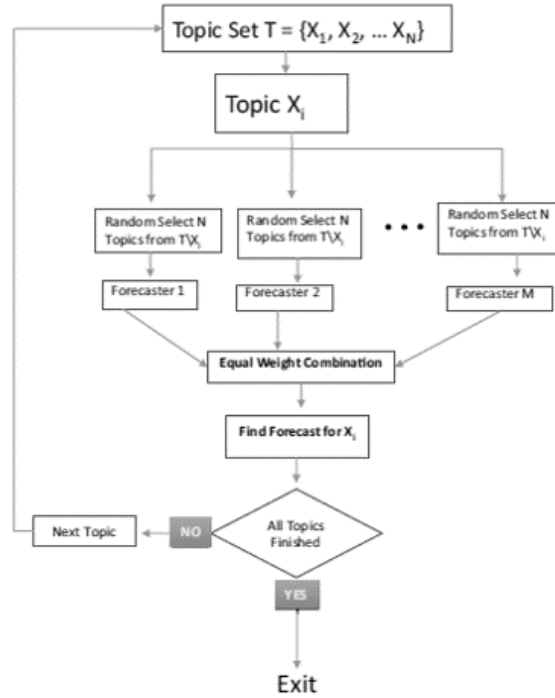 Topic Set T = {X₁, X₂, ... X_N}
Topic Xᵢ
Random Select N
Topics from T\Xᵢ
Random Select N
Topics from T\Xᵢ
• • •
Random Select N
Topics from T\Xᵢ
Forecaster 1
Forecaster 2
Forecaster M
Equal Weight Combination
Find Forecast for Xᵢ
All Topics
Finished
NO
Next Topic
YES
Exit